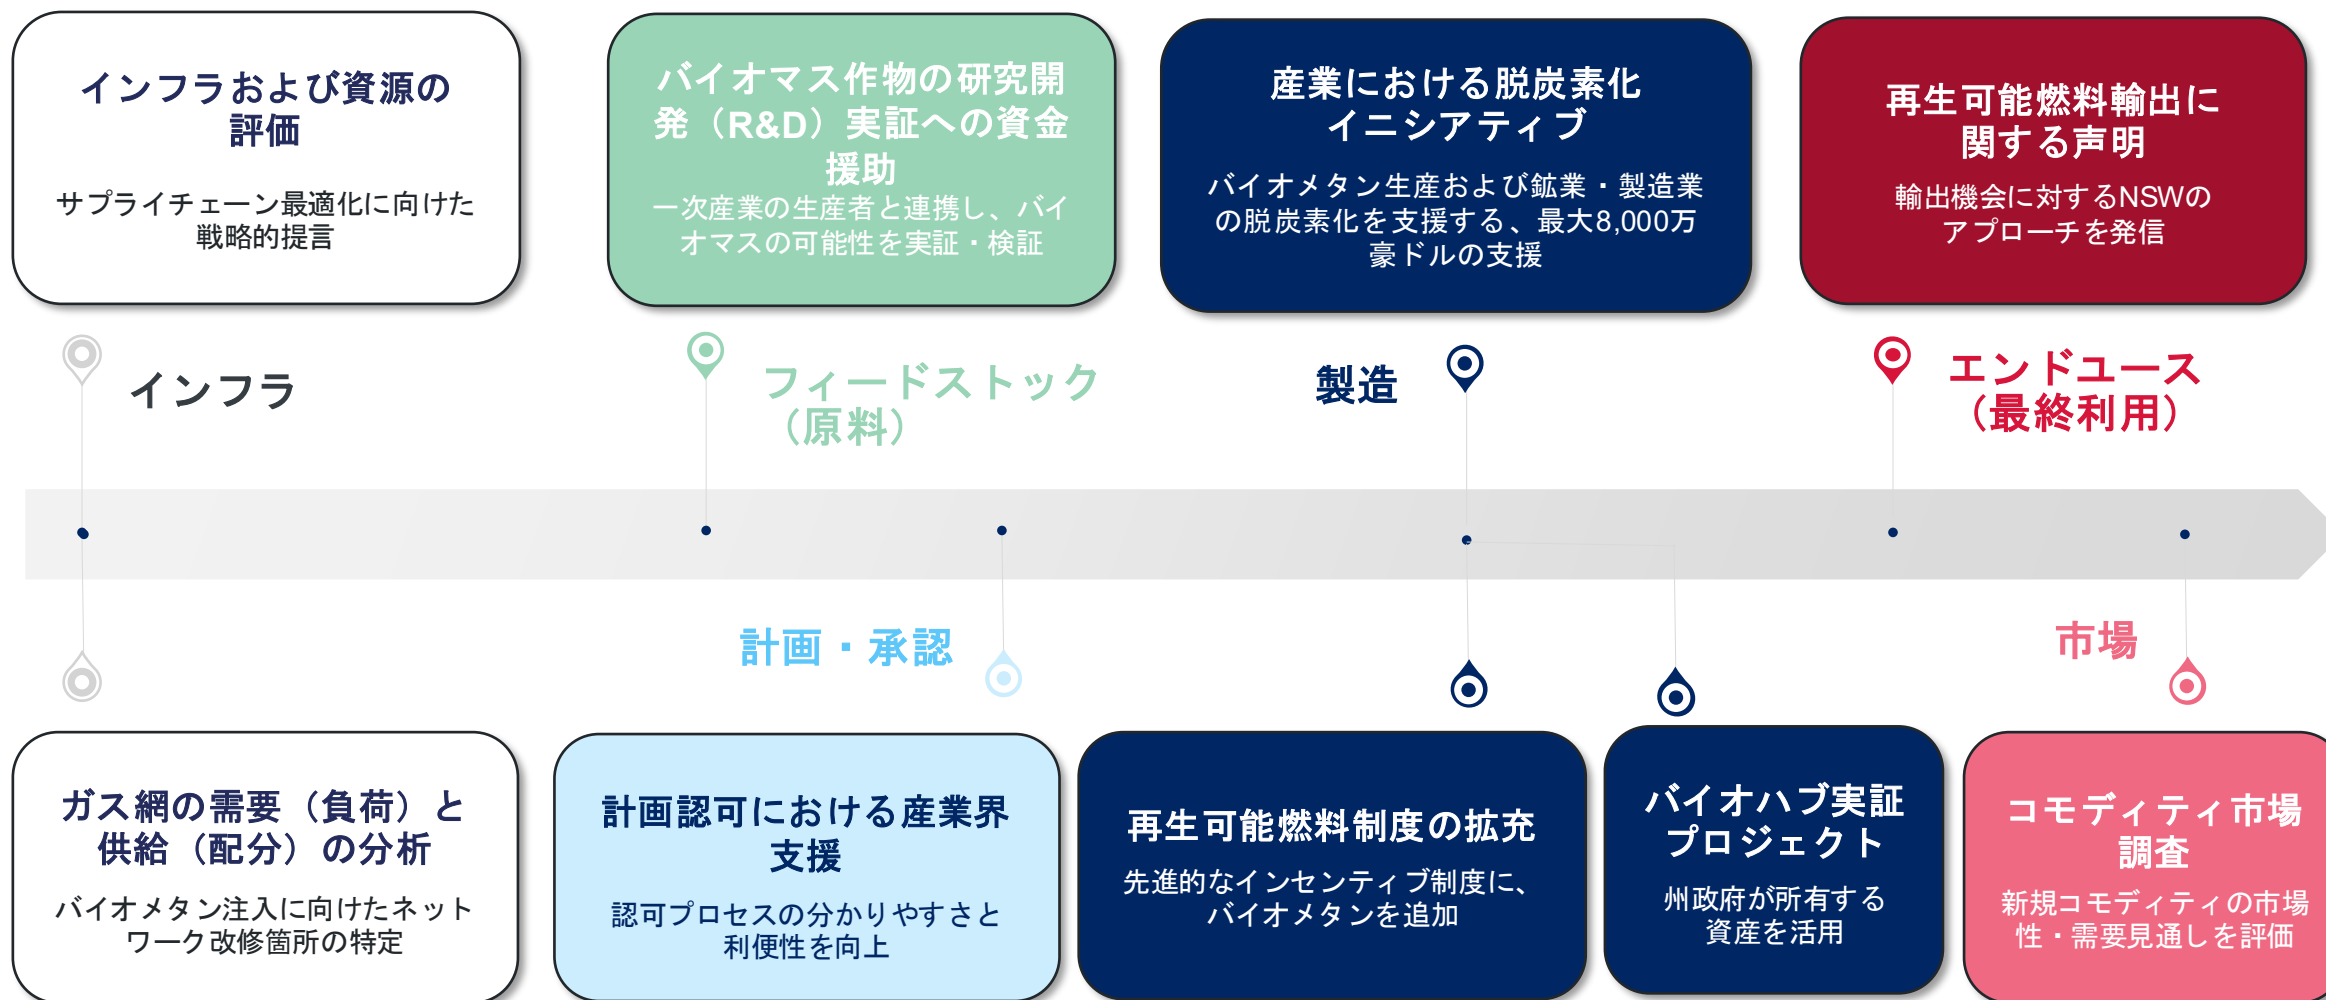 インフラおよび資源の
評価
サプライチェーン最適化に向けた
戦略的提言
バイオマス作物の研究開
発（R&D）実証への資金
援助
一次産業の生産者と連携し、バイ
オマスの可能性を実証・検証
産業における脱炭素化
イニシアティブ
バイオメタン生産および鉱業・製造業
の脱炭素化を支援する、最大8,000万
豪ドルの支援
再生可能燃料輸出に
関する声明
輸出機会に対するNSWの
アプローチを発信
インフラ
フィードストック
（原料）
製造
エンドユース
（最終利用）
計画・承認
市場
ガス網の需要（負荷）と
供給（配分）の分析
バイオメタン注入に向けたネット
ワーク改修箇所の特定
計画認可における産業界
支援
認可プロセスの分かりやすさと
利便性を向上
再生可能燃料制度の拡充
先進的なインセンティブ制度に、
バイオメタンを追加
バイオハブ実証
プロジェクト
州政府が所有する
資産を活用
コモディティ市場
調査
新規コモディティの市場
性・需要見通しを評価